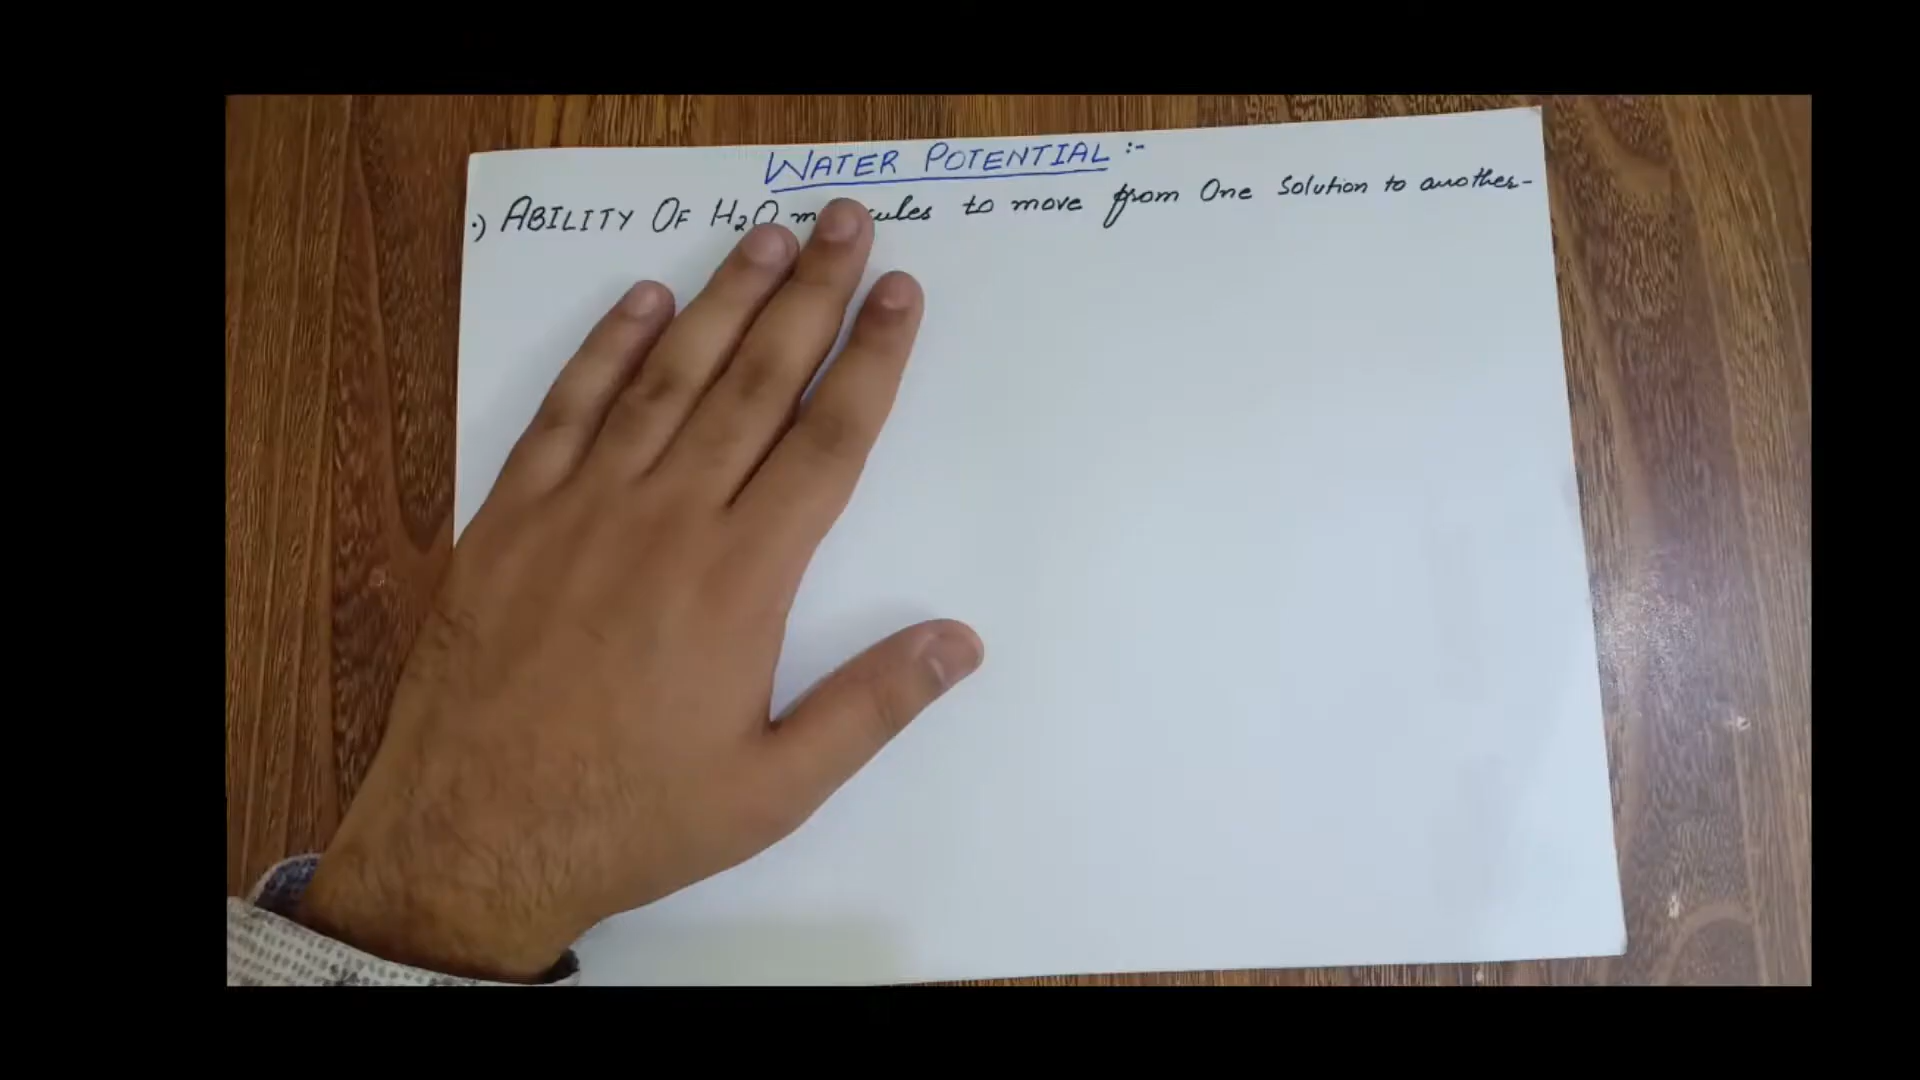 WATER POTENTIAL :-
•) ABILITY OF H₂O to move from One Solution to another-